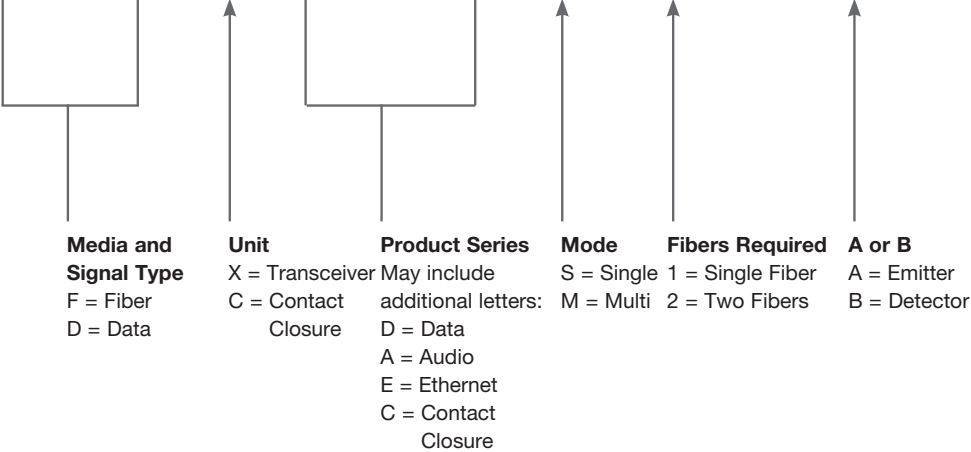 Media and
Signal Type
F = Fiber
D = Data
Unit
X = Transceiver
C = Contact
Closure
Product Series
May include
additional letters:
D = Data
A = Audio
E = Ethernet
C = Contact
Closure
Mode
S = Single
M = Multi
Fibers Required
1 = Single Fiber
2 = Two Fibers
A or B
A = Emitter
B = Detector